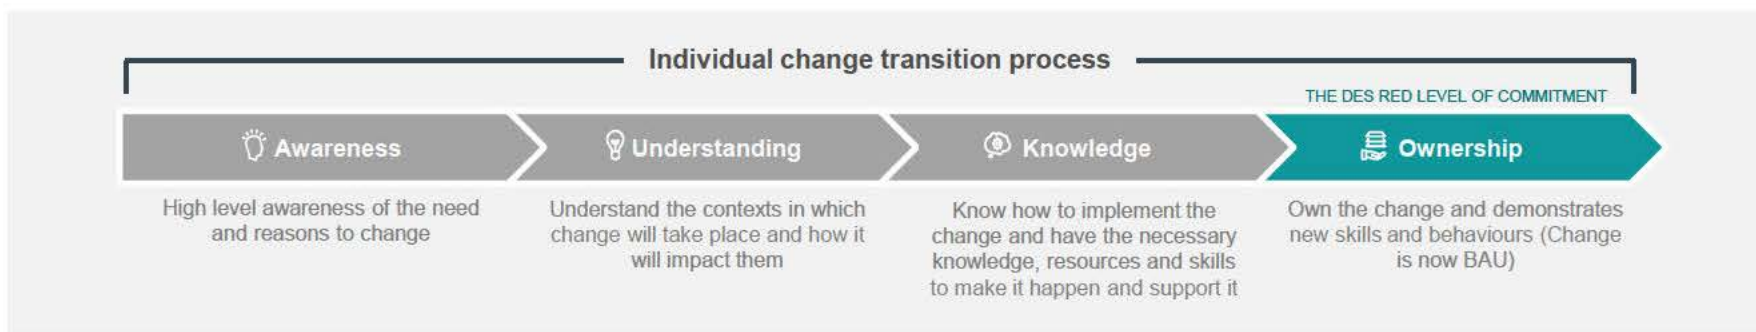 Individual change transition process
THE DES RED LEVEL OF COMMITMENT
Awareness
Understanding
Knowledge
Ownership
High level awareness of the need
and reasons to change
Understand the contexts in which
change will take place and how it
will impact them
Know how to implement the
change and have the necessary
knowledge, resources and skills
to make it happen and support it
Own the change and demonstrates
new skills and behaviours (Change
is now BAU)